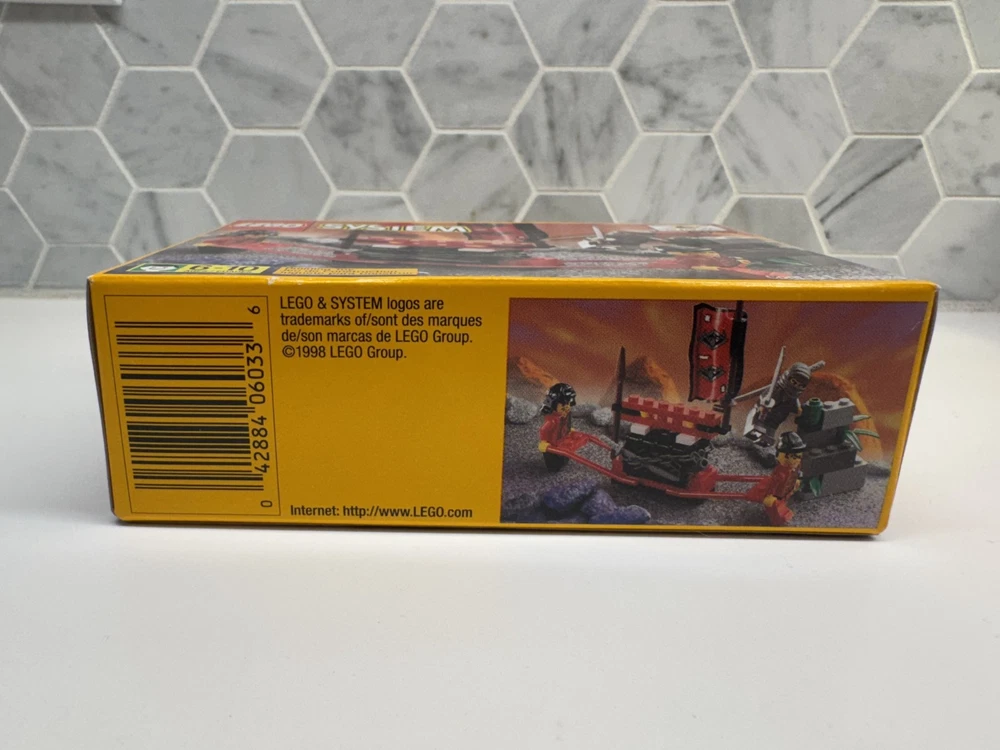 LEGO SYSTEM
LEGO & SYSTEM logos are
trademarks of/sont des marques
de/son marcas de LEGO Group.
©1998 LEGO Group.
Internet: http://www.LEGO.com
0 42884 06033 6